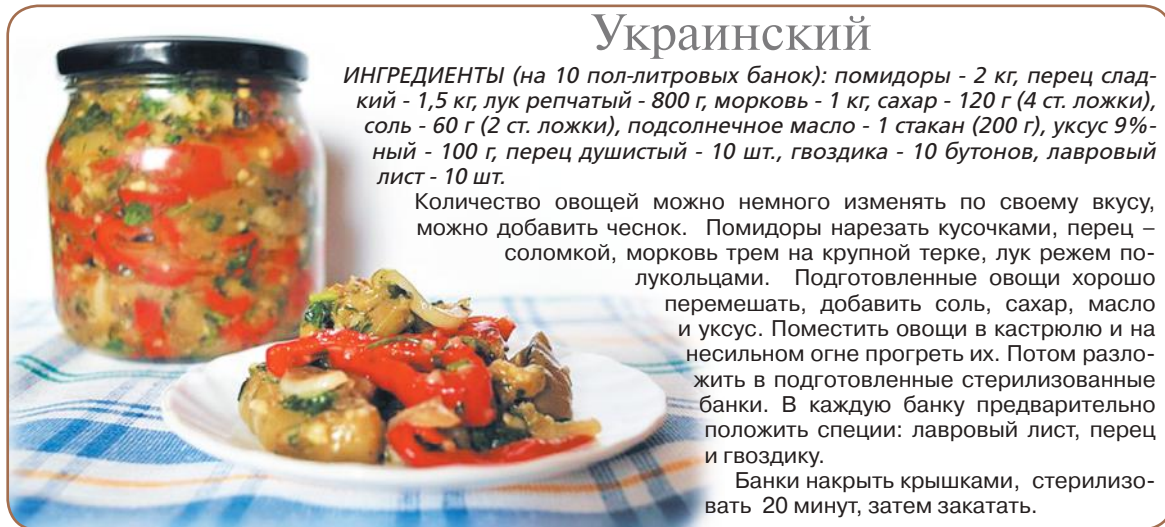 Украинский
ИНГРЕДИЕНТЫ (на 10 пол-литровых банок): помидоры - 2 кг, перец слад-
кий - 1,5 кг, лук репчатый - 800 г, морковь - 1 кг, сахар - 120 г (4 ст. ложки),
соль - 60 г (2 ст. ложки), подсолнечное масло - 1 стакан (200 г), уксус 9%-
ный - 100 г, перец душистый - 10 шт., гвоздика - 10 бутонов, лавровый
лист - 10 шт.
Количество овощей можно немного изменять по своему вкусу,
можно добавить чеснок. Помидоры нарезать кусочками, перец –
соломкой, морковь трем на крупной терке, лук режем по-
лукольцами. Подготовленные овощи хорошо
перемешать, добавить соль, сахар, масло
и уксус. Поместить овощи в кастрюлю и на
несильном огне прогреть их. Потом разло-
жить в подготовленные стерилизованные
банки. В каждую банку предварительно
положить специи: лавровый лист, перец
и гвоздику.
Банки накрыть крышками, стерилизо-
вать 20 минут, затем закатать.